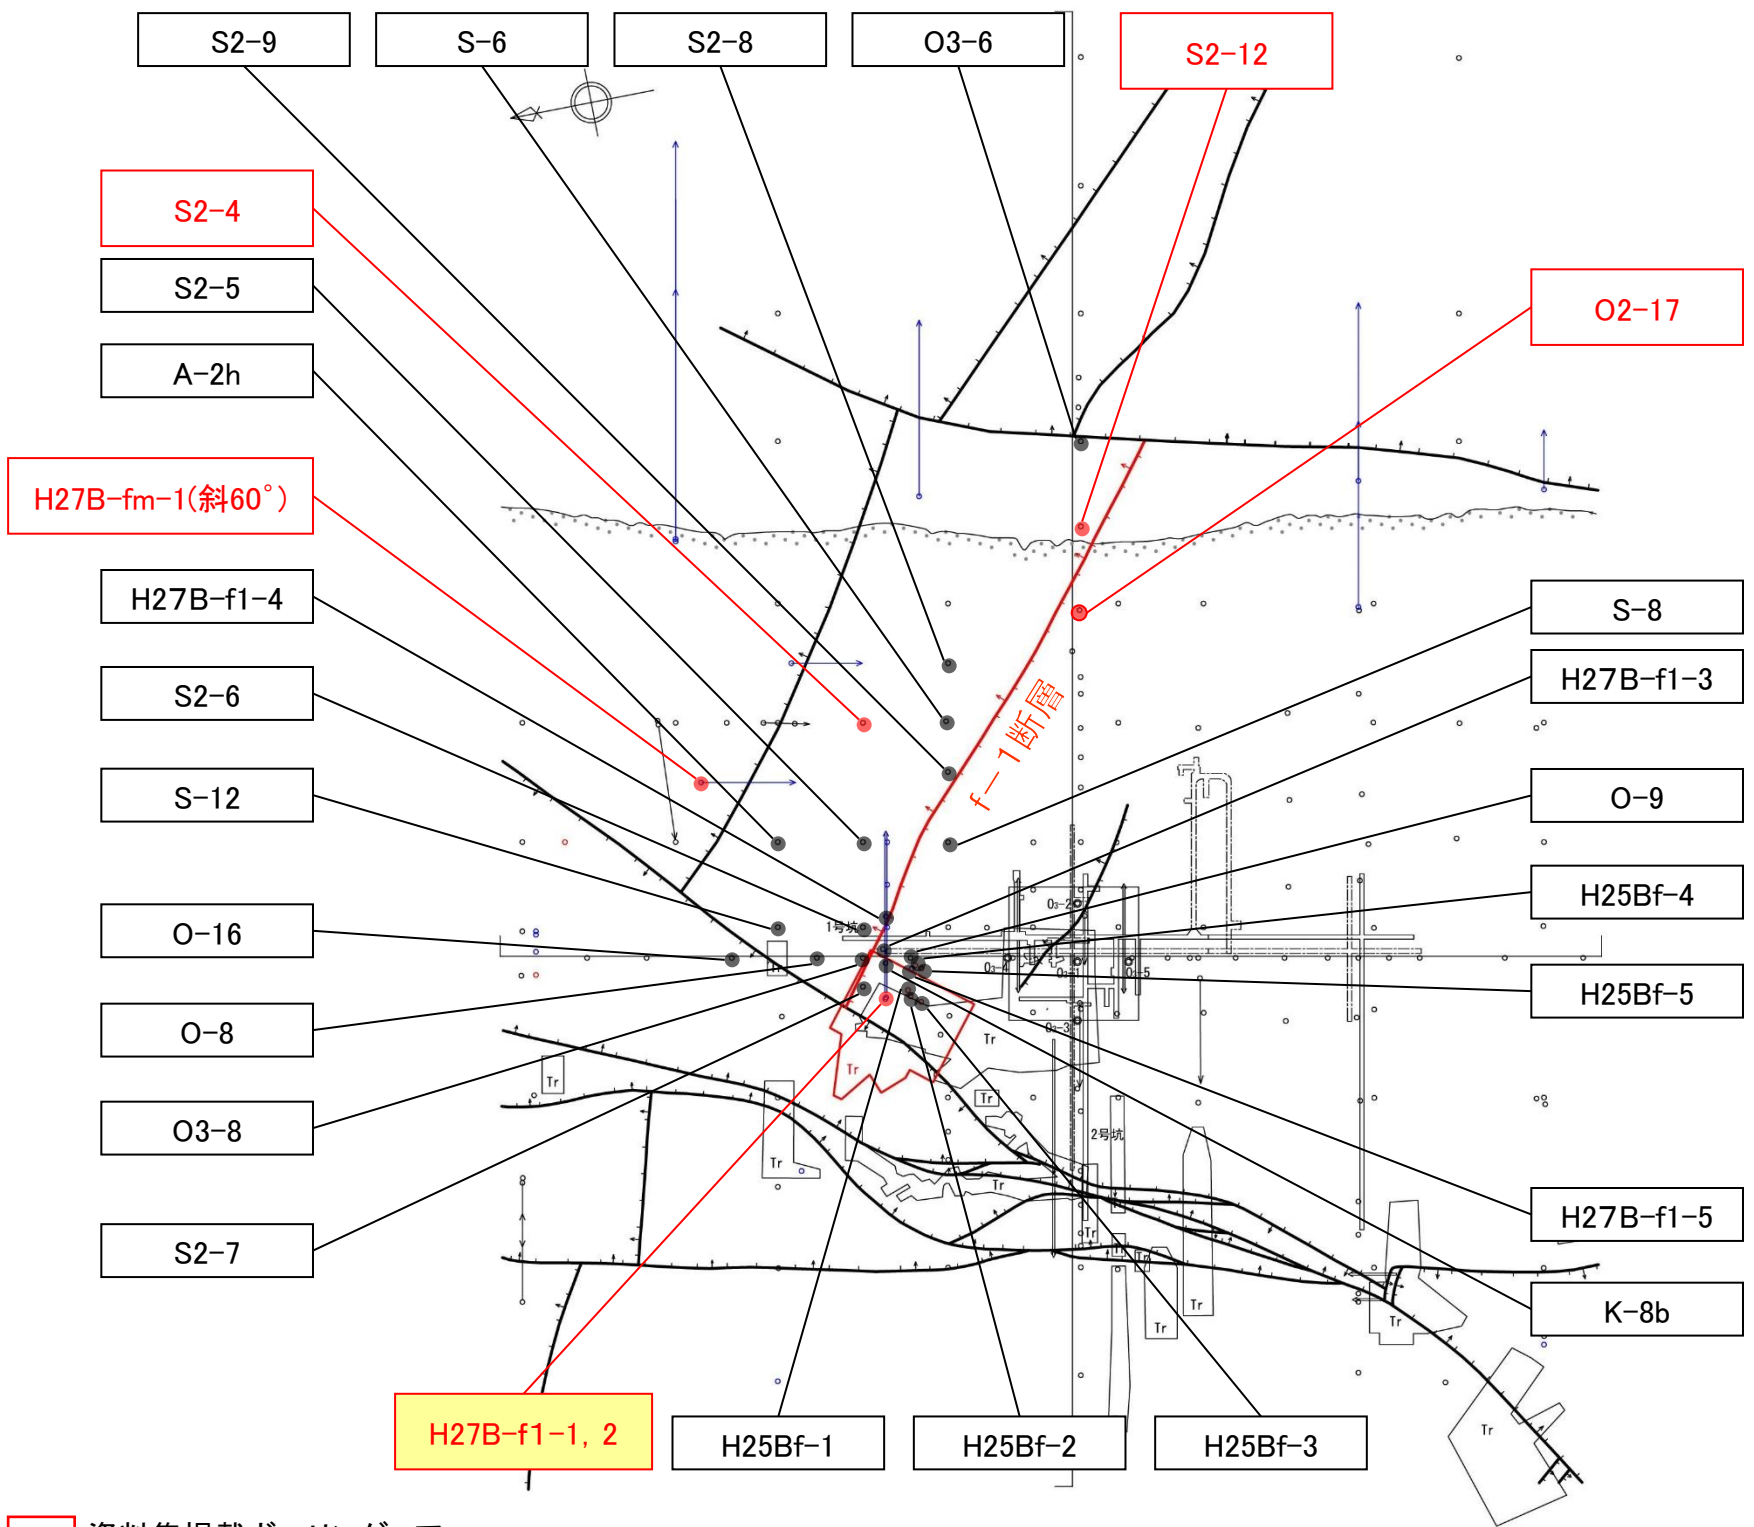 S2-9
S-6
S2-8
O3-6
S2-12
S2-4
S2-5
A-2h
H27B-fm-1(斜60°)
H27B-f1-4
S2-6
S-12
O-16
O-8
O3-8
S2-7
O2-17
S-8
H27B-f1-3
O-9
H25Bf-4
H25Bf-5
H27B-f1-5
K-8b
f-1断層
1号坑
O3-2
O3-4
O3-1
O3-5
O3-3
2号坑
Tr
Tr
Tr
Tr
Tr
Tr
Tr
Tr
Tr
Tr
Tr
Tr
Tr
Tr
H27B-f1-1, 2
H25Bf-1
H25Bf-2
H25Bf-3